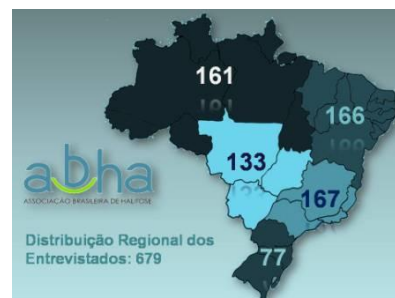 161
166
133
abha
ASSOCIAÇÃO BRASILEIRA DE HALITOSE
167
Distribuição Regional dos
Entrevistados: 679
77